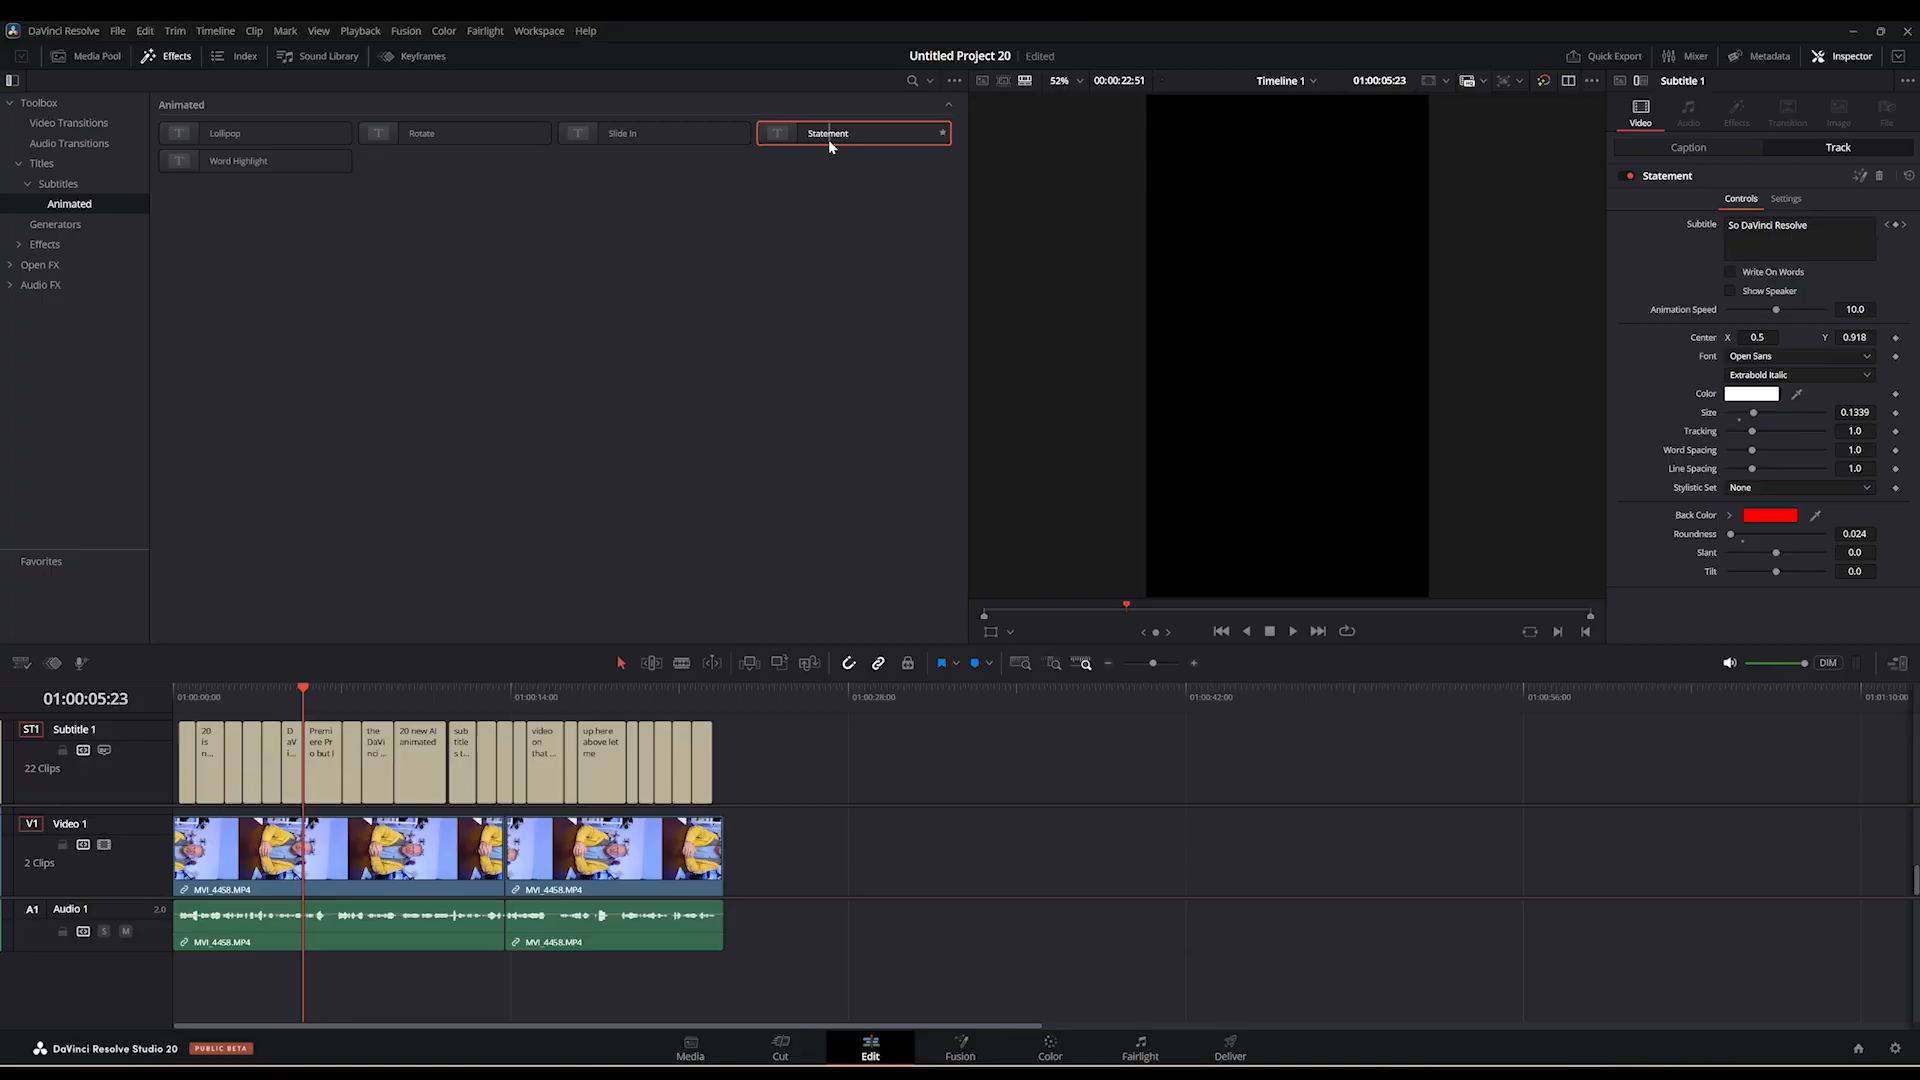 DaVinci Resolve File Edit Trim Timeline Clip Mark View Playback Fusion Color Fairlight Workspace Help
Media Pool Effects Index Sound Library Keyframes Untitled Project 20 Edited Quick Export Mixer Metadata Inspector
52% 00:00:22:51 Timeline 1 01:00:05:23 Subtitle 1
Toolbox
Video Transitions
Audio Transitions
Titles
Subtitles
Animated
Generators
Effects
Open FX
Audio FX
Favorites
Animated
Lollipop Rotate Slide In Statement
Word Highlight
Video Audio Effects Transition Image File
Caption Track
Statement
Controls Settings
Subtitle So DaVinci Resolve
Write On Words
Show Speaker
Animation Speed 10.0
Center X 0.5 Y 0.918
Font Open Sans
Extrabold Italic
Color
Size 0.1339
Tracking 1.0
Word Spacing 1.0
Line Spacing 1.0
Stylistic Set None
Back Color
Roundness 0.024
Slant 0.0
Tilt 0.0
DIM
01:00:05:23 01:00:00:00 01:00:14:00 01:00:28:00 01:00:42:00 01:00:56:00 01:01:10:00
ST1 Subtitle 1
22 Clips
20
is
n...
D
aV
i...
Premi
ere Pr
o but I
the
DaVi
nci ...
20 new AI
animated
sub
title
s t...
video
on
that ...
up here
above let
me
V1 Video 1
2 Clips
MVI_4458.MP4 MVI_4458.MP4
A1 Audio 1 2.0
S M
MVI_4458.MP4 MVI_4458.MP4
DaVinci Resolve Studio 20 PUBLIC BETA
Media Cut Edit Fusion Color Fairlight Deliver